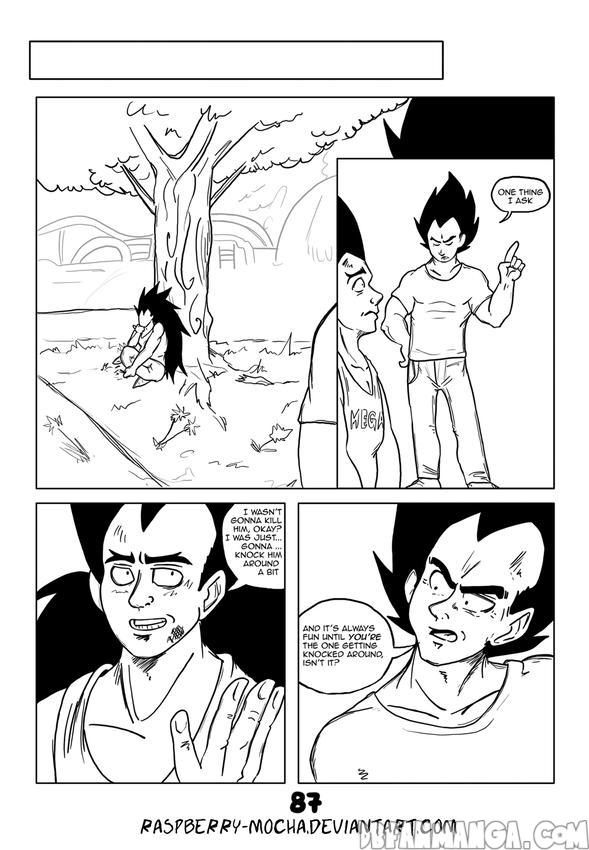 ONE THING
I ASK
MEGA
I WASN'T
GONNA KILL
HIM, OKAY?
I WAS JUST...
GONNA ...
KNOCK HIM
AROUND
A BIT
AND IT'S ALWAYS
FUN UNTIL YOU'RE
THE ONE GETTING
KNOCKED AROUND,
ISN'T IT?
87
RASPBERRY-MOCHA.DEVIANTART.COM
DBFANMANGA.COM